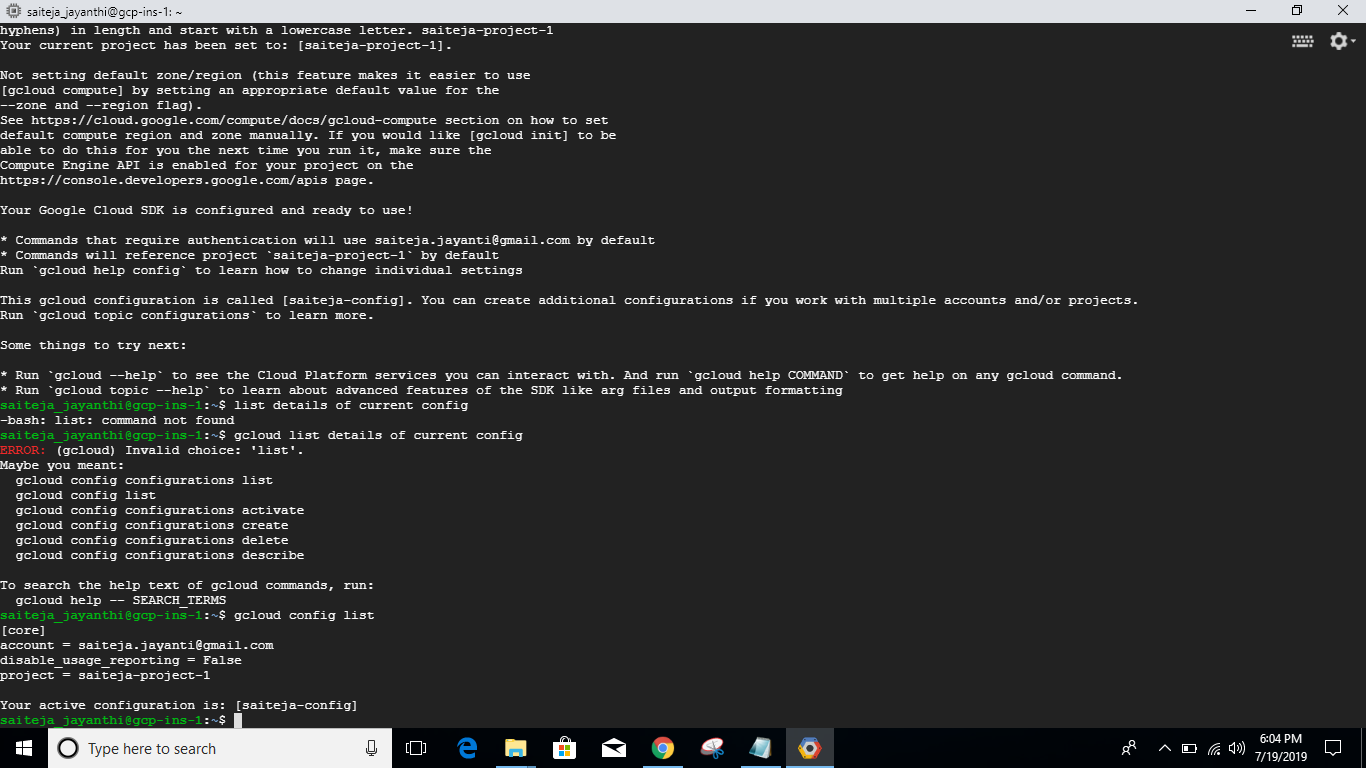 saiteja_jayanthi@gcp-ins-1: ~
hyphens) in length and start with a lowercase letter. saiteja-project-1
Your current project has been set to: [saiteja-project-1].
Not setting default zone/region (this feature makes it easier to use
[gcloud compute] by setting an appropriate default value for the
--zone and --region flag).
See https://cloud.google.com/compute/docs/gcloud-compute section on how to set
default compute region and zone manually. If you would like [gcloud init] to be
able to do this for you the next time you run it, make sure the
Compute Engine API is enabled for your project on the
https://console.developers.google.com/apis page.
Your Google Cloud SDK is configured and ready to use!
* Commands that require authentication will use saiteja.jayanti@gmail.com by default
* Commands will reference project `saiteja-project-1` by default
Run `gcloud help config` to learn how to change individual settings
This gcloud configuration is called [saiteja-config]. You can create additional configurations if you work with multiple accounts and/or projects.
Run `gcloud topic configurations` to learn more.
Some things to try next:
* Run `gcloud --help` to see the Cloud Platform services you can interact with. And run `gcloud help COMMAND` to get help on any gcloud command.
* Run `gcloud topic --help` to learn about advanced features of the SDK like arg files and output formatting
saiteja_jayanthi@gcp-ins-1:~$ list details of current config
-bash: list: command not found
saiteja_jayanthi@gcp-ins-1:~$ gcloud list details of current config
ERROR: (gcloud) Invalid choice: 'list'.
Maybe you meant:
gcloud config configurations list
gcloud config list
gcloud config configurations activate
gcloud config configurations create
gcloud config configurations delete
gcloud config configurations describe
To search the help text of gcloud commands, run:
gcloud help -- SEARCH_TERMS
saiteja_jayanthi@gcp-ins-1:~$ gcloud config list
[core]
account = saiteja.jayanti@gmail.com
disable_usage_reporting = False
project = saiteja-project-1
Your active configuration is: [saiteja-config]
saiteja_jayanthi@gcp-ins-1:~$
Type here to search
6:04 PM
7/19/2019